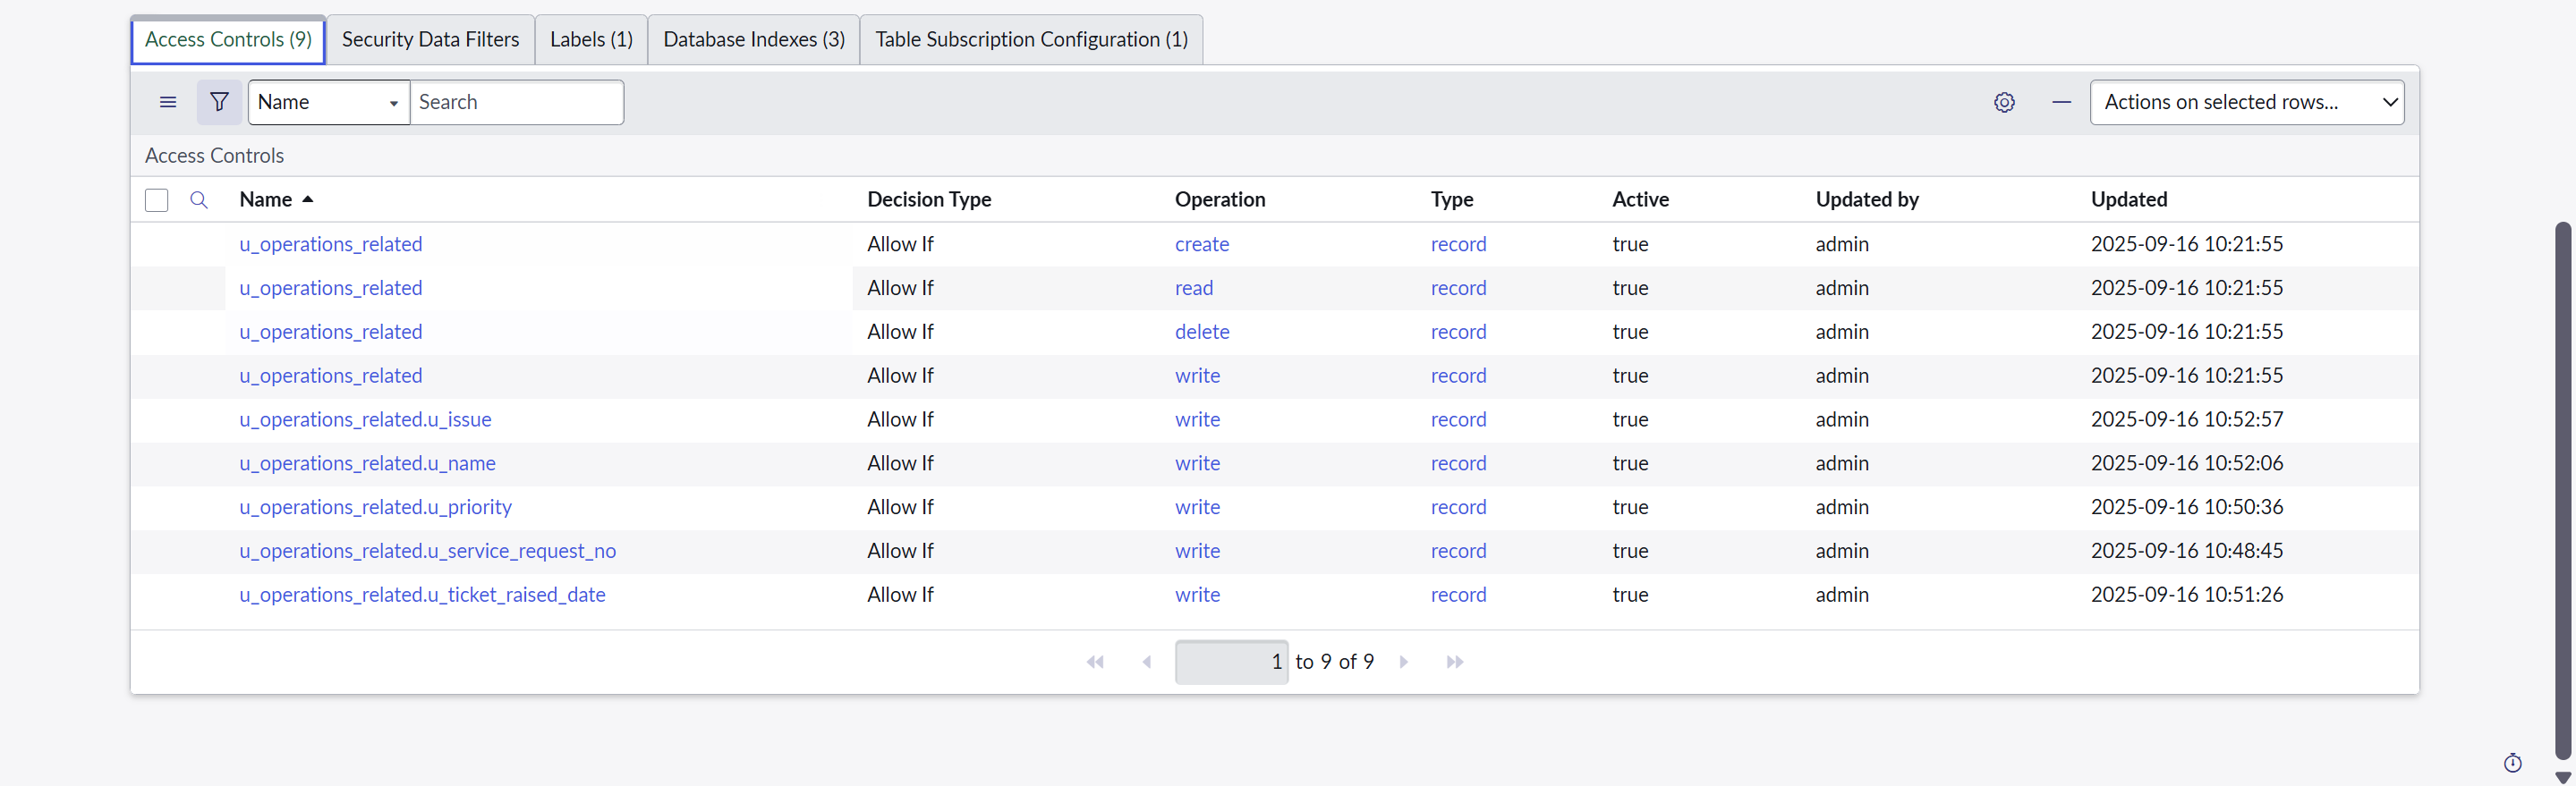 Access Controls (9) Security Data Filters Labels (1) Database Indexes (3) Table Subscription Configuration (1)
Name Search Actions on selected rows...
Access Controls
Name Decision Type Operation Type Active Updated by Updated
u_operations_related Allow If create record true admin 2025-09-16 10:21:55
u_operations_related Allow If read record true admin 2025-09-16 10:21:55
u_operations_related Allow If delete record true admin 2025-09-16 10:21:55
u_operations_related Allow If write record true admin 2025-09-16 10:21:55
u_operations_related.u_issue Allow If write record true admin 2025-09-16 10:52:57
u_operations_related.u_name Allow If write record true admin 2025-09-16 10:52:06
u_operations_related.u_priority Allow If write record true admin 2025-09-16 10:50:36
u_operations_related.u_service_request_no Allow If write record true admin 2025-09-16 10:48:45
u_operations_related.u_ticket_raised_date Allow If write record true admin 2025-09-16 10:51:26
1 to 9 of 9